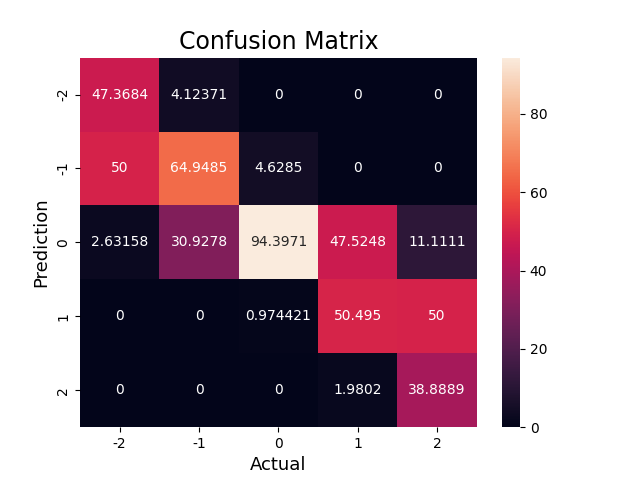 Confusion Matrix
-2 47.3684 4.12371 0 0 0
-1 50 64.9485 4.6285 0 0
0 2.63158 30.9278 94.3971 47.5248 11.1111
1 0 0 0.974421 50.495 50
2 0 0 0 1.9802 38.8889
-2 -1 0 1 2
Prediction
Actual
80
60
40
20
0